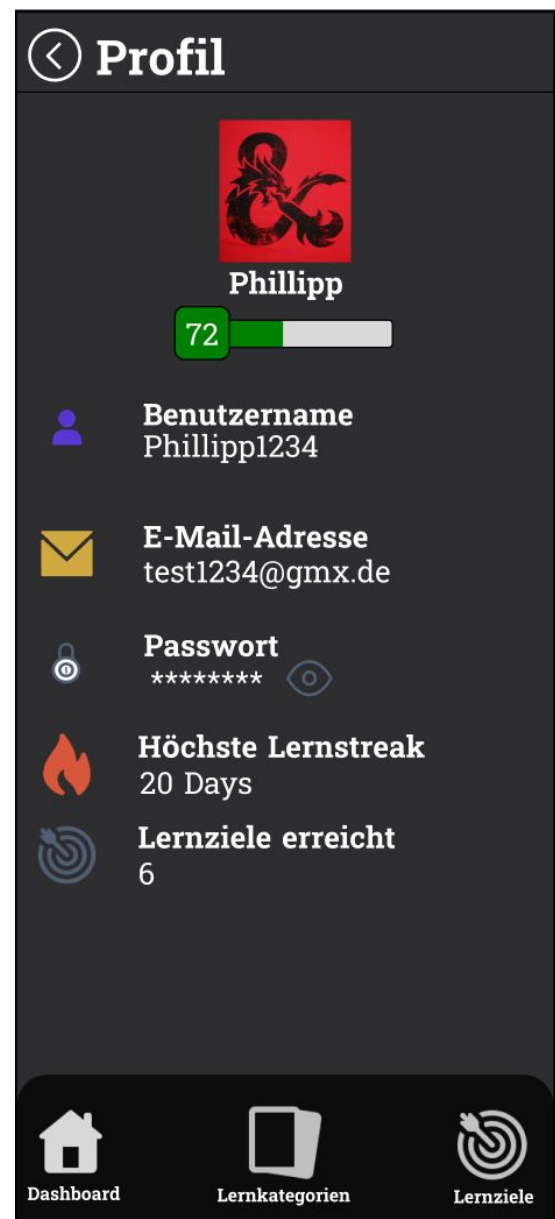 Profil
Phillipp
72
Benutzername
Phillipp1234
E-Mail-Adresse
test1234@gmx.de
Passwort
********
Höchste Lernstreak
20 Days
Lernziele erreicht
6
Dashboard
Lernkategorien
Lernziele